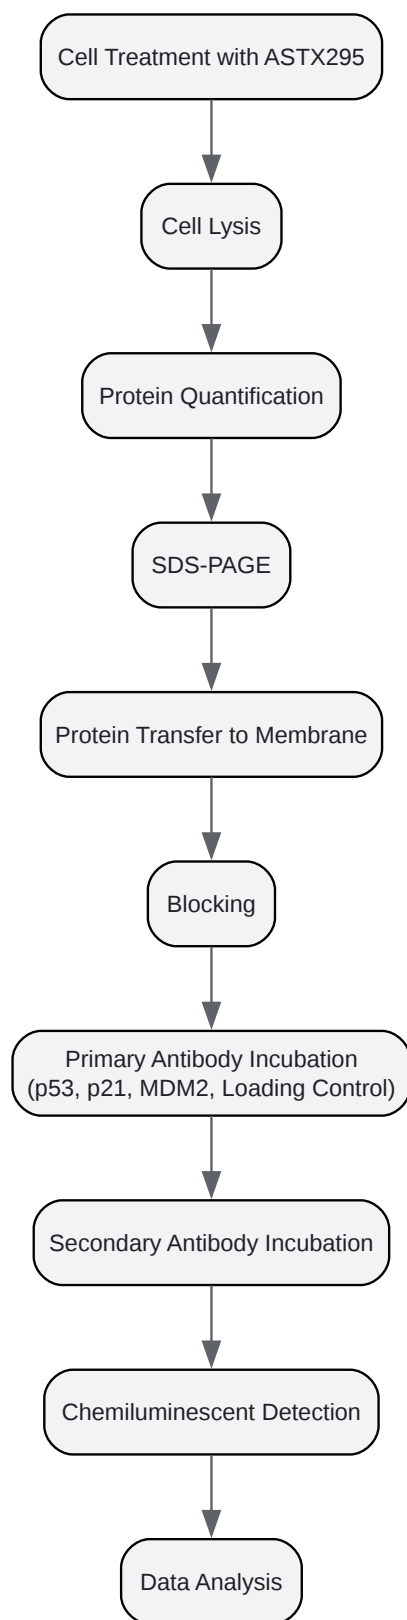 Cell Treatment with ASTX295
Cell Lysis
Protein Quantification
SDS-PAGE
Protein Transfer to Membrane
Blocking
Primary Antibody Incubation
(p53, p21, MDM2, Loading Control)
Secondary Antibody Incubation
Chemiluminescent Detection
Data Analysis